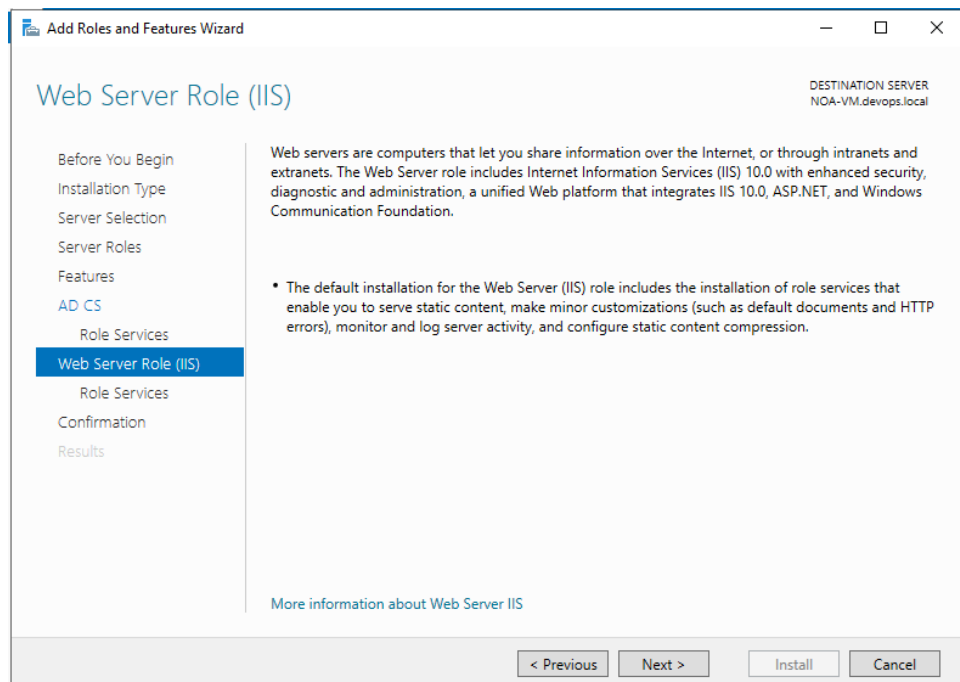 Add Roles and Features Wizard
Web Server Role (IIS)
DESTINATION SERVER
NOA-VM.devops.local
Before You Begin
Installation Type
Server Selection
Server Roles
Features
AD CS
Role Services
Web Server Role (IIS)
Role Services
Confirmation
Results
Web servers are computers that let you share information over the Internet, or through intranets and
extranets. The Web Server role includes Internet Information Services (IIS) 10.0 with enhanced security,
diagnostic and administration, a unified Web platform that integrates IIS 10.0, ASP.NET, and Windows
Communication Foundation.
• The default installation for the Web Server (IIS) role includes the installation of role services that
enable you to serve static content, make minor customizations (such as default documents and HTTP
errors), monitor and log server activity, and configure static content compression.
More information about Web Server IIS
< Previous
Next >
Install
Cancel